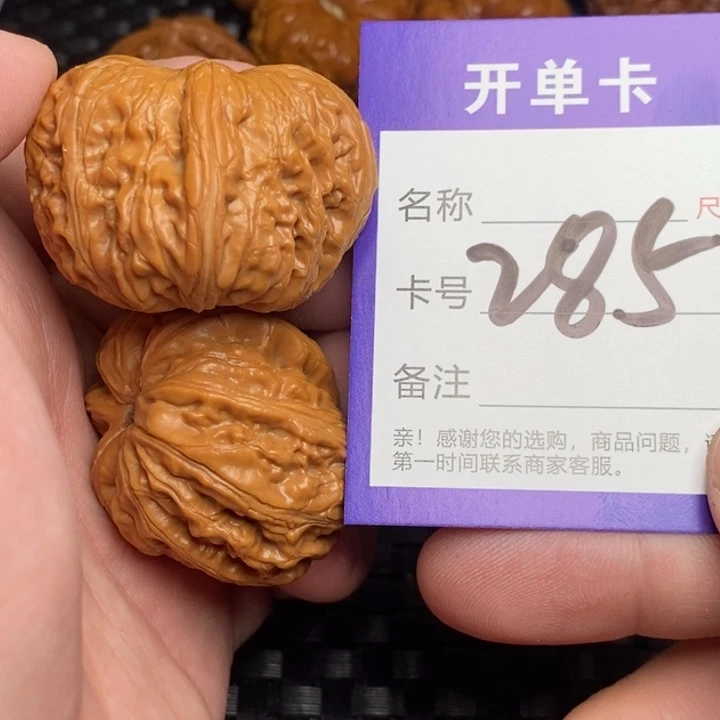 开单卡
名称 尺
卡号 285
备注
亲！感谢您的选购，商品问题，
第一时间联系商家客服。